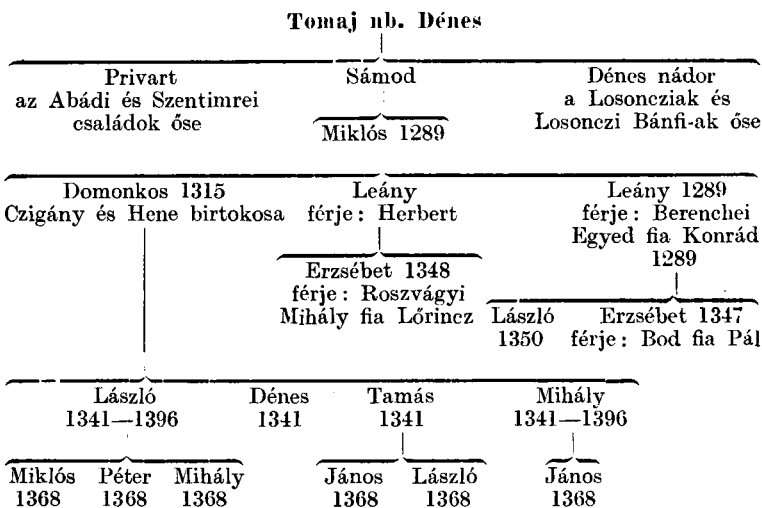 Tomaj nb. Dénes
Privart Sámod Dénes nádor
az Abádi és Szentimrei a Losoncziak és
családok őse Losonczi Bánfi-ak őse
Miklós 1289
Domonkos 1315 Leány Leány 1289
Czigány és Hene birtokosa férje: Herbert férje: Berenchei
Egyed fia Konrád
1289
Erzsébet 1348
férje: Roszvágyi
Mihály fia Lőrincz
László Erzsébet 1347
1350 férje: Bod fia Pál
László Dénes Tamás Mihály
1341—1396 1341 1341 1341—1396
Miklós Péter Mihály János László János
1368 1368 1368 1368 1368 1368